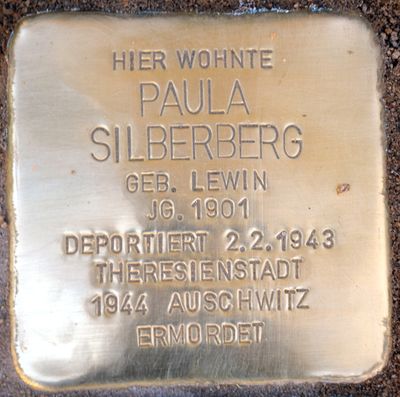 HIER WOHNTE
PAULA
SILBERBERG
GEB. LEWIN
JG. 1901
DEPORTIERT 2.2.1943
THERESIENSTADT
1944 AUSCHWITZ
ERMORDET